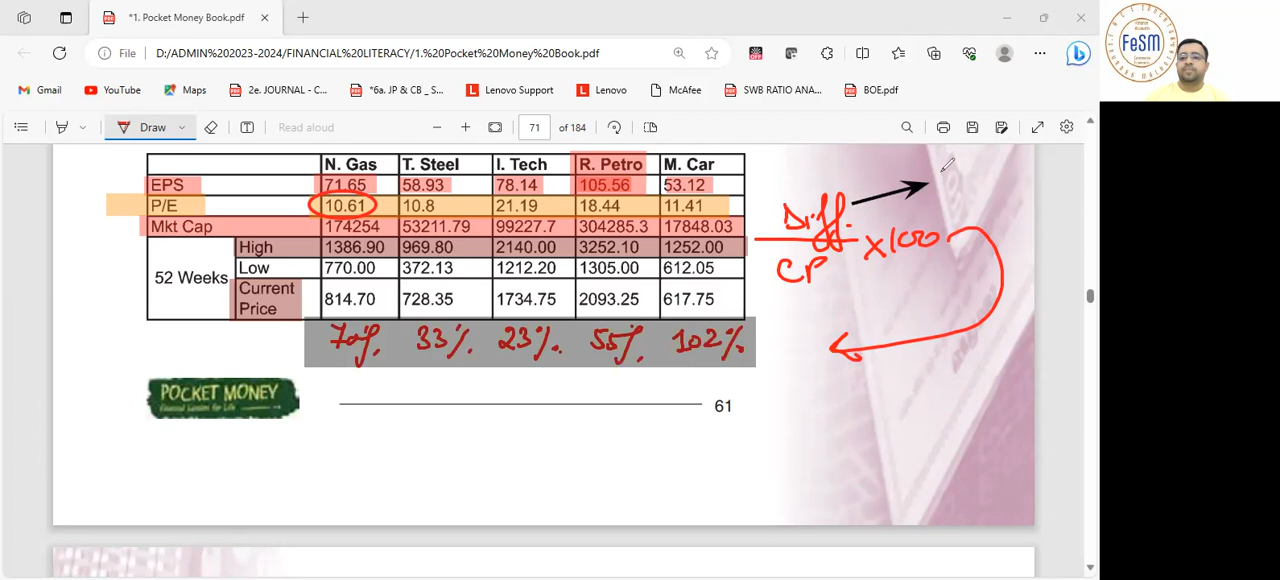 *1. Pocket Money Book.pdf
File D:/ADMIN%202023-2024/FINANCIAL%20LITERACY/1.%20Pocket%20Money%20Book.pdf
Gmail YouTube Maps 2e. JOURNAL - C... *6a. JP & CB _ S... Lenovo Support Lenovo McAfee SWB RATIO ANA... BOE.pdf
Draw Read aloud 71 of 184
N. Gas T. Steel I. Tech R. Petro M. Car
EPS 71.65 58.93 78.14 105.56 53.12
P/E 10.61 10.8 21.19 18.44 11.41
Mkt Cap 174254 53211.79 99227.7 304285.3 17848.03
52 Weeks High 1386.90 969.80 2140.00 3252.10 1252.00
Low 770.00 372.13 1212.20 1305.00 612.05
Current Price 814.70 728.35 1734.75 2093.25 617.75
Diff.
CP
X100
70%. 33%. 23%. 55%. 102%.
POCKET MONEY
61
FeSM